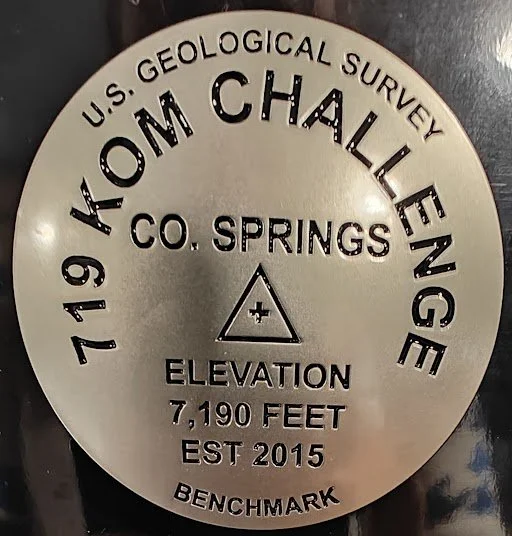 U.S. GEOLOGICAL SURVEY
719 KOM CHALLENGE
CO. SPRINGS
+
ELEVATION
7,190 FEET
EST 2015
BENCHMARK